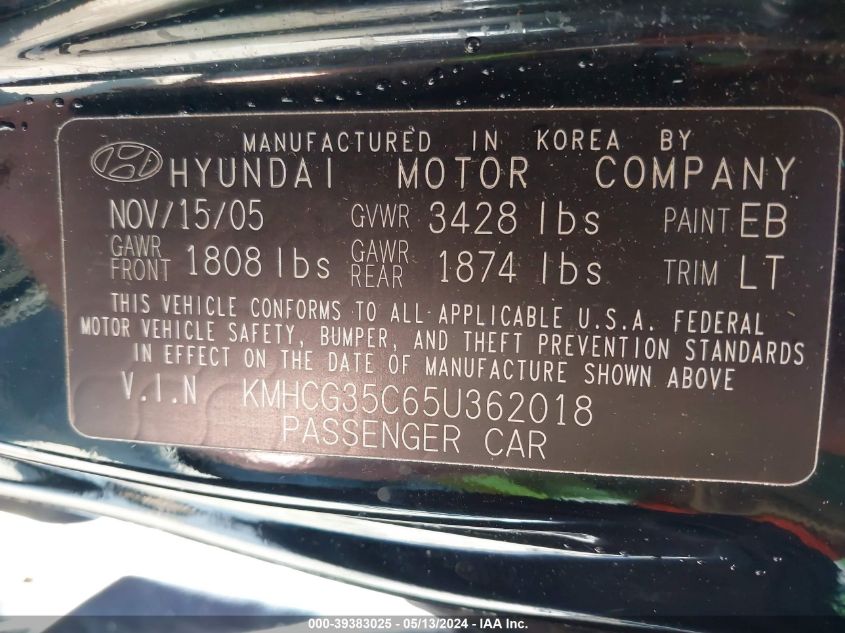 MANUFACTURED IN KOREA BY
HYUNDAI MOTOR COMPANY
NOV/15/05 GVWR 3428 lbs PAINT EB
GAWR FRONT 1808 lbs GAWR REAR 1874 lbs TRIM LT
THIS VEHICLE CONFORMS TO ALL APPLICABLE U.S.A. FEDERAL
MOTOR VEHICLE SAFETY, BUMPER, AND THEFT PREVENTION STANDARDS
IN EFFECT ON THE DATE OF MANUFACTURE SHOWN ABOVE
V.I.N KMHCG35C65U362018
PASSENGER CAR
000-39383025 - 05/13/2024 - IAA Inc.